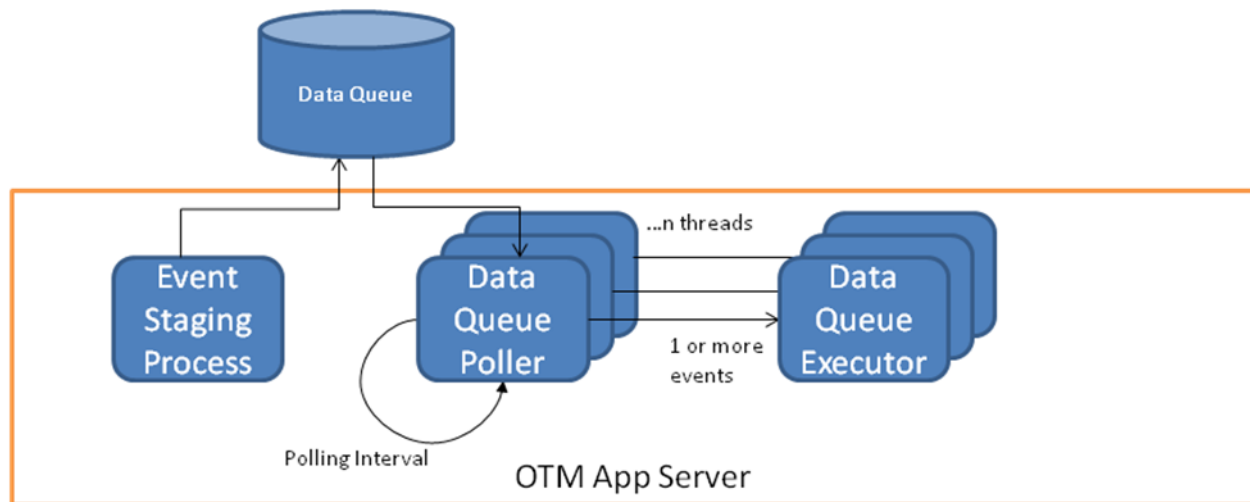 Data Queue
...n threads
Event
Staging
Process
Data
Queue
Poller
1 or more
events
Data
Queue
Executor
Polling Interval
OTM App Server